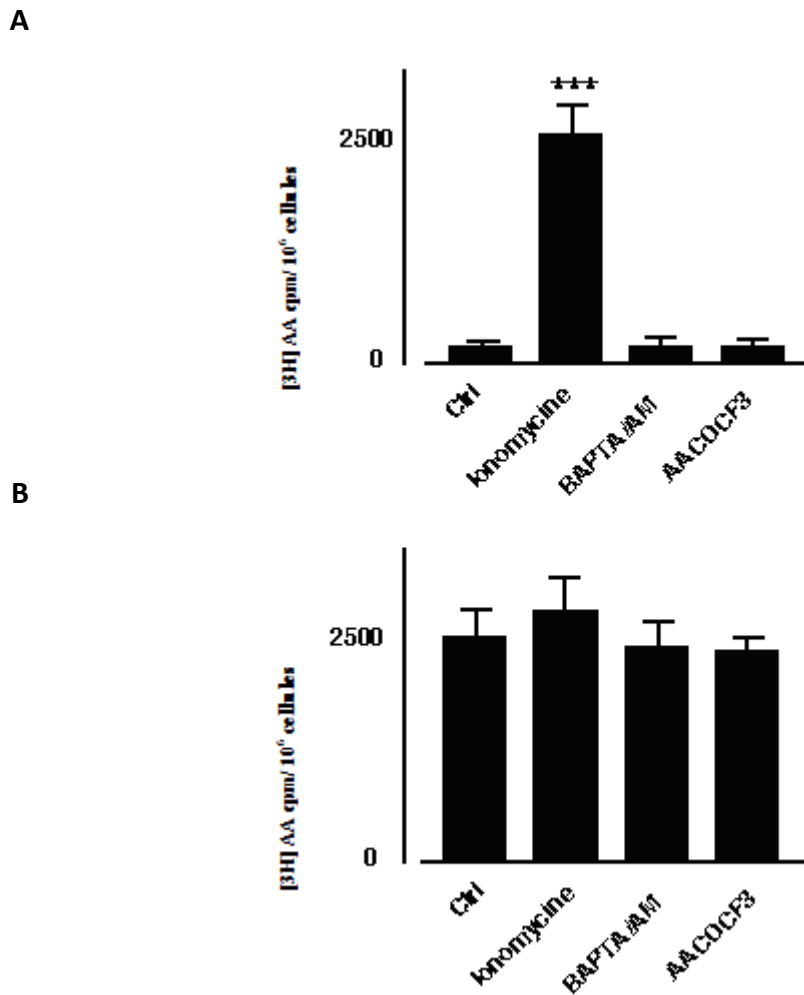 A
+++
2500
[3H] AA cpm/ 10⁶ cellules
0
Ctrl
Ionomycine
BAPTA/AM
AACOCF3
B
2500
[3H] AA cpm/ 10⁶ cellules
0
Ctrl
Ionomycine
BAPTA/AM
AACOCF3